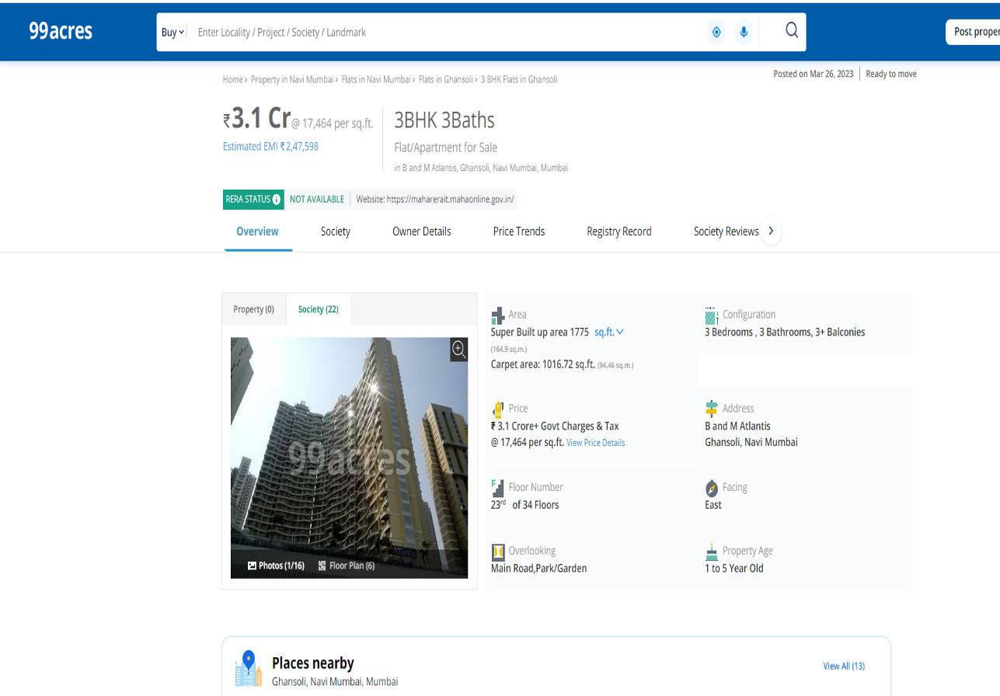 99acres
Buy
Enter Locality / Project / Society / Landmark
Post proper
Home › Property in Navi Mumbai › Flats in Navi Mumbai › Flats in Ghansoli › 3 BHK Flats in Ghansoli
Posted on Mar 26, 2023 | Ready to move
₹3.1 Cr @ 17,464 per sq.ft.
Estimated EMI ₹2,47,598
3BHK 3Baths
Flat/Apartment for Sale
in B and M Atlantis, Ghansoli, Navi Mumbai, Mumbai
RERA STATUS i NOT AVAILABLE | Website: https://maharerait.mahaonline.gov.in/
Overview Society Owner Details Price Trends Registry Record Society Reviews
Property (0) Society (22)
99acres
Photos (1/16) Floor Plan (6)
Area
Super Built up area 1775 sq.ft.
(164.9 sq.m.)
Carpet area: 1016.72 sq.ft. (94.46 sq.m.)
Configuration
3 Bedrooms , 3 Bathrooms, 3+ Balconies
Price
₹ 3.1 Crore+ Govt Charges & Tax
@ 17,464 per sq.ft. View Price Details
Address
B and M Atlantis
Ghansoli, Navi Mumbai
Floor Number
23rd of 34 Floors
Facing
East
Overlooking
Main Road,Park/Garden
Property Age
1 to 5 Year Old
Places nearby
Ghansoli, Navi Mumbai, Mumbai
View All (13)